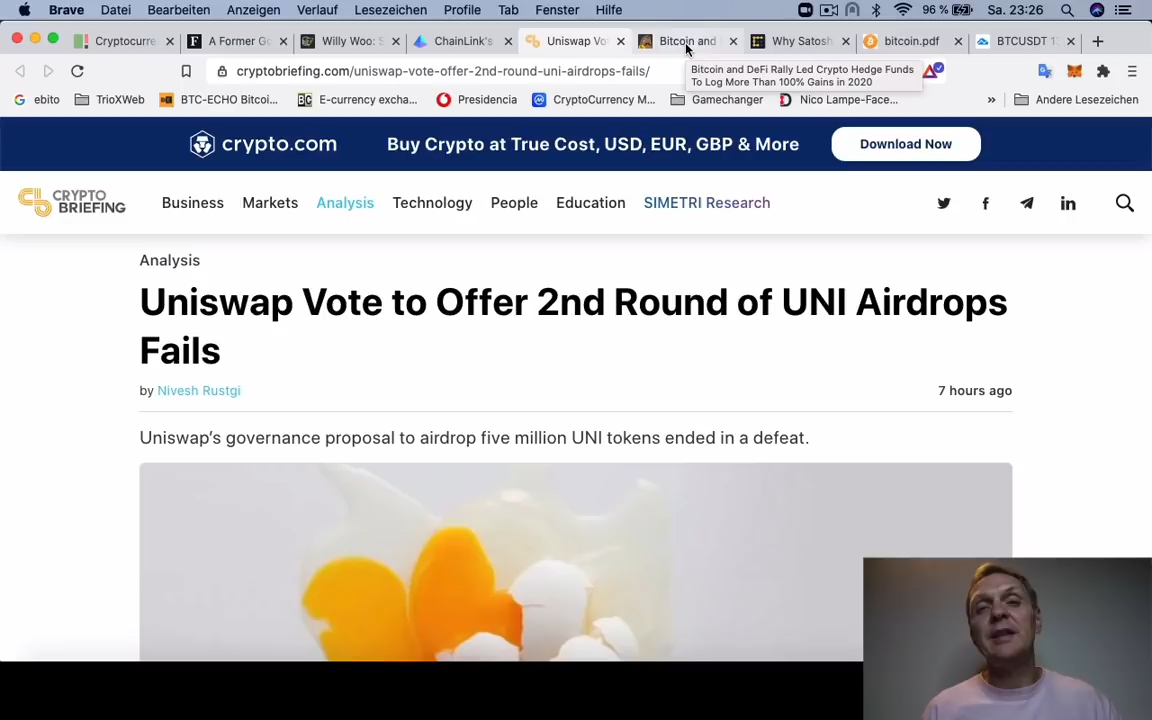 Brave Datei Bearbeiten Anzeigen Verlauf Lesezeichen Profile Tab Fenster Hilfe 96 % Sa. 23:26
Cryptocurre A Former Go Willy Woo: S ChainLink's Uniswap Vo Bitcoin and Why Satosh bitcoin.pdf BTCUSDT 1
cryptobriefing.com/uniswap-vote-offer-2nd-round-uni-airdrops-fails/
Bitcoin and DeFi Rally Led Crypto Hedge Funds
To Log More Than 100% Gains in 2020
ebito TrioXWeb BTC-ECHO Bitcoi... E-currency excha... Presidencia CryptoCurrency M... Gamechanger Nico Lampe-Face... » Andere Lesezeichen
crypto.com Buy Crypto at True Cost, USD, EUR, GBP & More Download Now
CRYPTO
BRIEFING
Business Markets Analysis Technology People Education SIMETRI Research
Analysis
Uniswap Vote to Offer 2nd Round of UNI Airdrops
Fails
by Nivesh Rustgi 7 hours ago
Uniswap’s governance proposal to airdrop five million UNI tokens ended in a defeat.